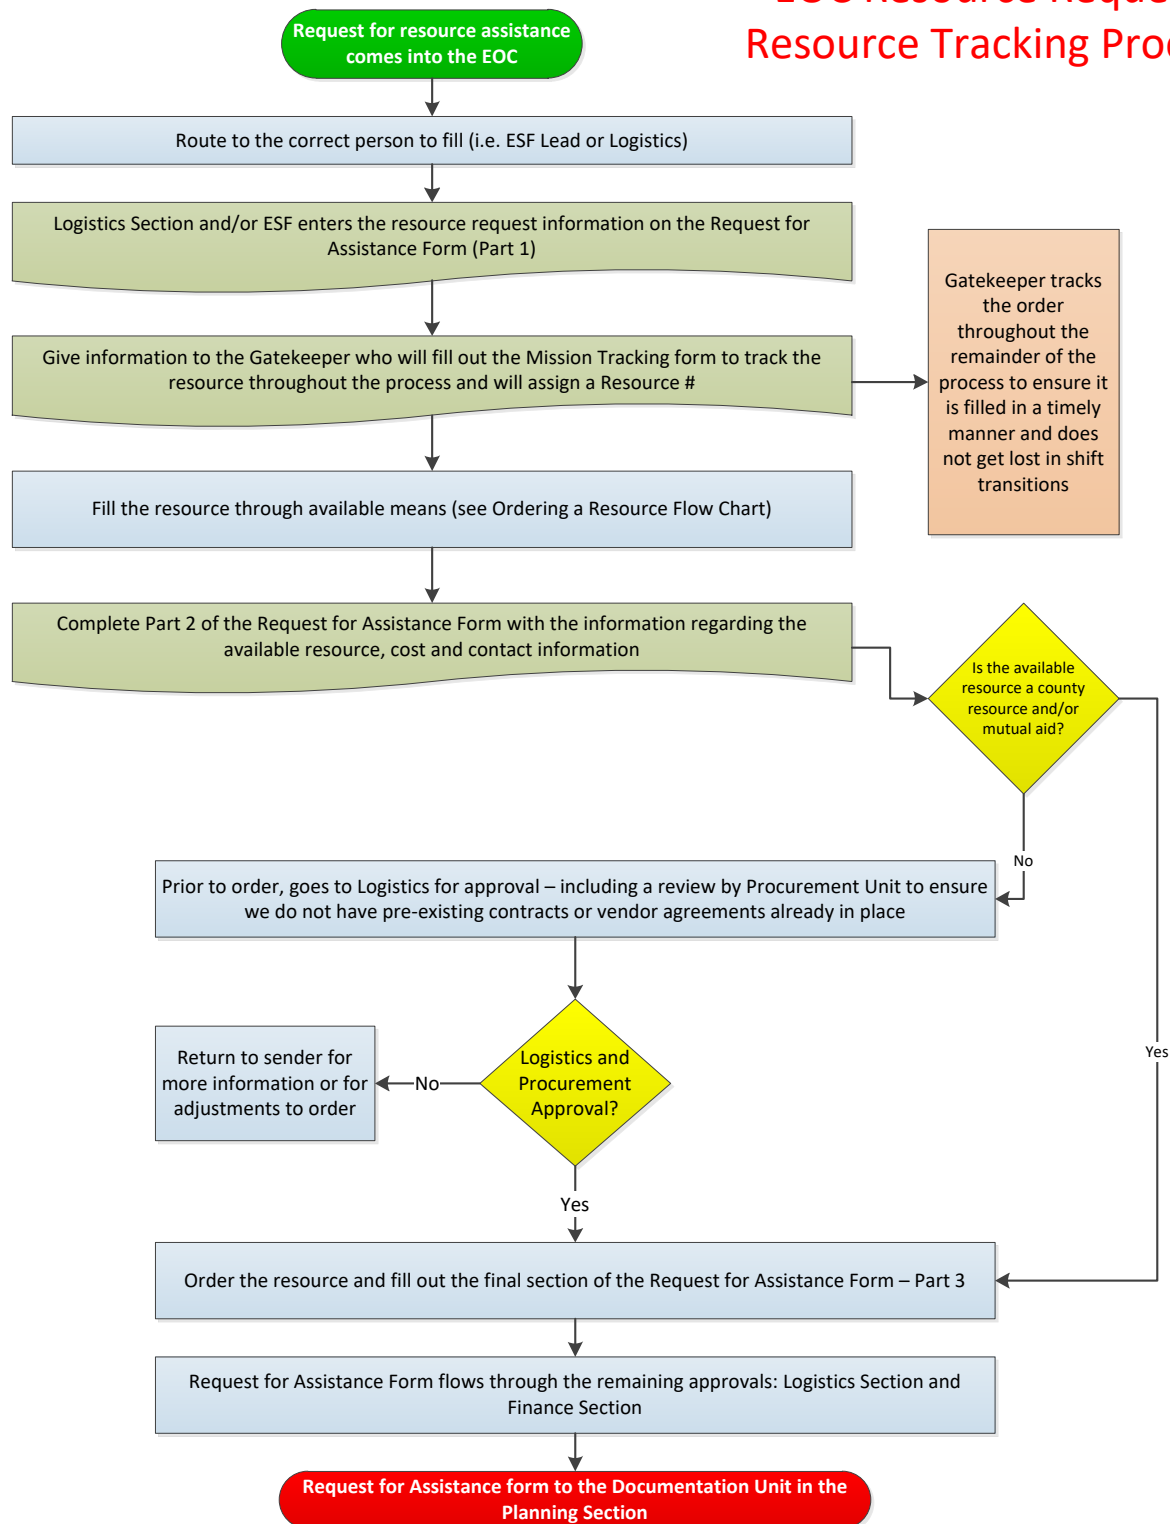 EOC Resource Reque
Resource Tracking Pro
Request for resource assistance
comes into the EOC
Route to the correct person to fill (i.e. ESF Lead or Logistics)
Logistics Section and/or ESF enters the resource request information on the Request for
Assistance Form (Part 1)
Gatekeeper tracks
the order
throughout the
remainder of the
process to ensure it
is filled in a timely
manner and does
not get lost in shift
transitions
Give information to the Gatekeeper who will fill out the Mission Tracking form to track the
resource throughout the process and will assign a Resource #
Fill the resource through available means (see Ordering a Resource Flow Chart)
Complete Part 2 of the Request for Assistance Form with the information regarding the
available resource, cost and contact information
Is the available
resource a county
resource and/or
mutual aid?
No
Prior to order, goes to Logistics for approval – including a review by Procurement Unit to ensure
we do not have pre-existing contracts or vendor agreements already in place
Yes
Return to sender for
more information or for
adjustments to order
No
Logistics and
Procurement
Approval?
Yes
Order the resource and fill out the final section of the Request for Assistance Form – Part 3
Request for Assistance Form flows through the remaining approvals: Logistics Section and
Finance Section
Request for Assistance form to the Documentation Unit in the
Planning Section